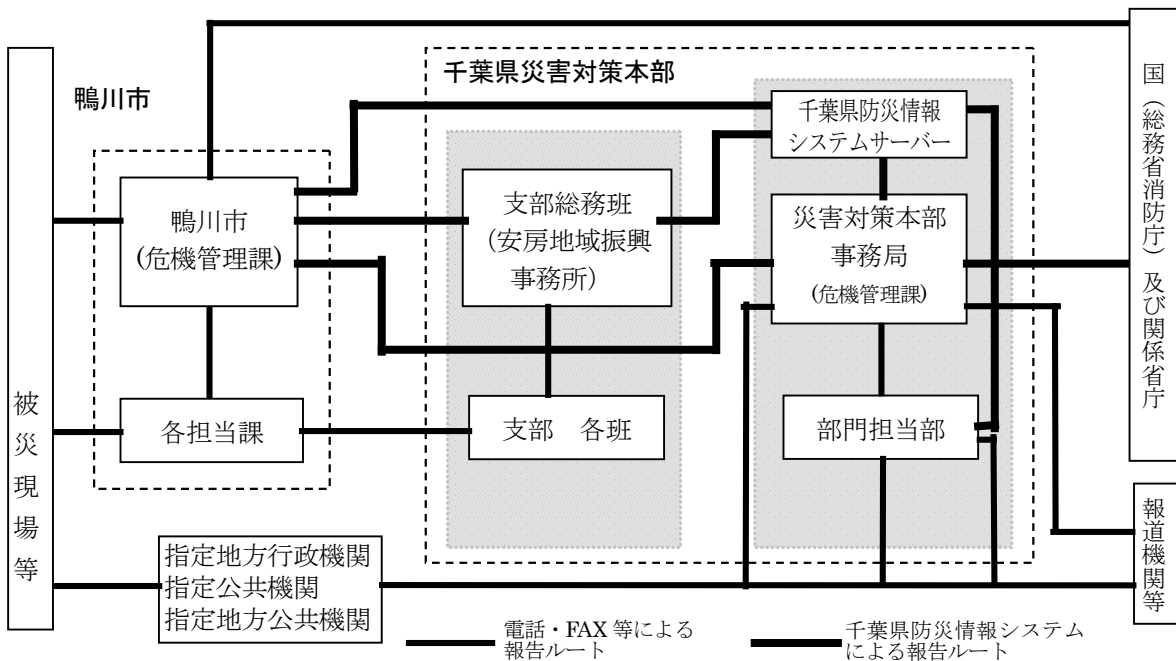 千葉県災害対策本部
鴨川市
千葉県防災情報
システムサーバー
鴨川市
(危機管理課)
支部総務班
（安房地域振興
事務所）
災害対策本部
事務局
(危機管理課)
国（総務省消防庁）及び関係省庁
被災現場等
各担当課
支部　各班
部門担当部
指定地方行政機関
指定公共機関
指定地方公共機関
報道機関等
電話・FAX 等による
報告ルート
千葉県防災情報システム
による報告ルート